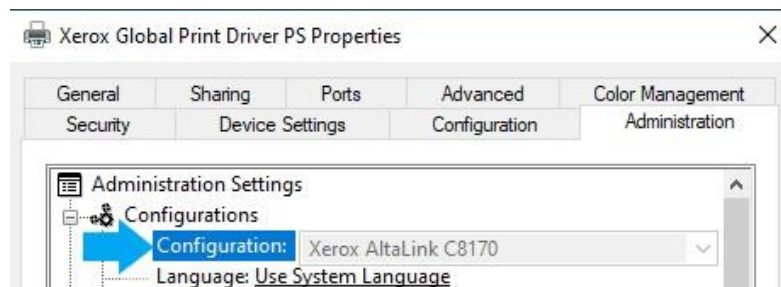 Xerox Global Print Driver PS Properties
General Sharing Ports Advanced Color Management
Security Device Settings Configuration Administration
Administration Settings
Configurations
Configuration: Xerox AltaLink C8170
Language: Use System Language